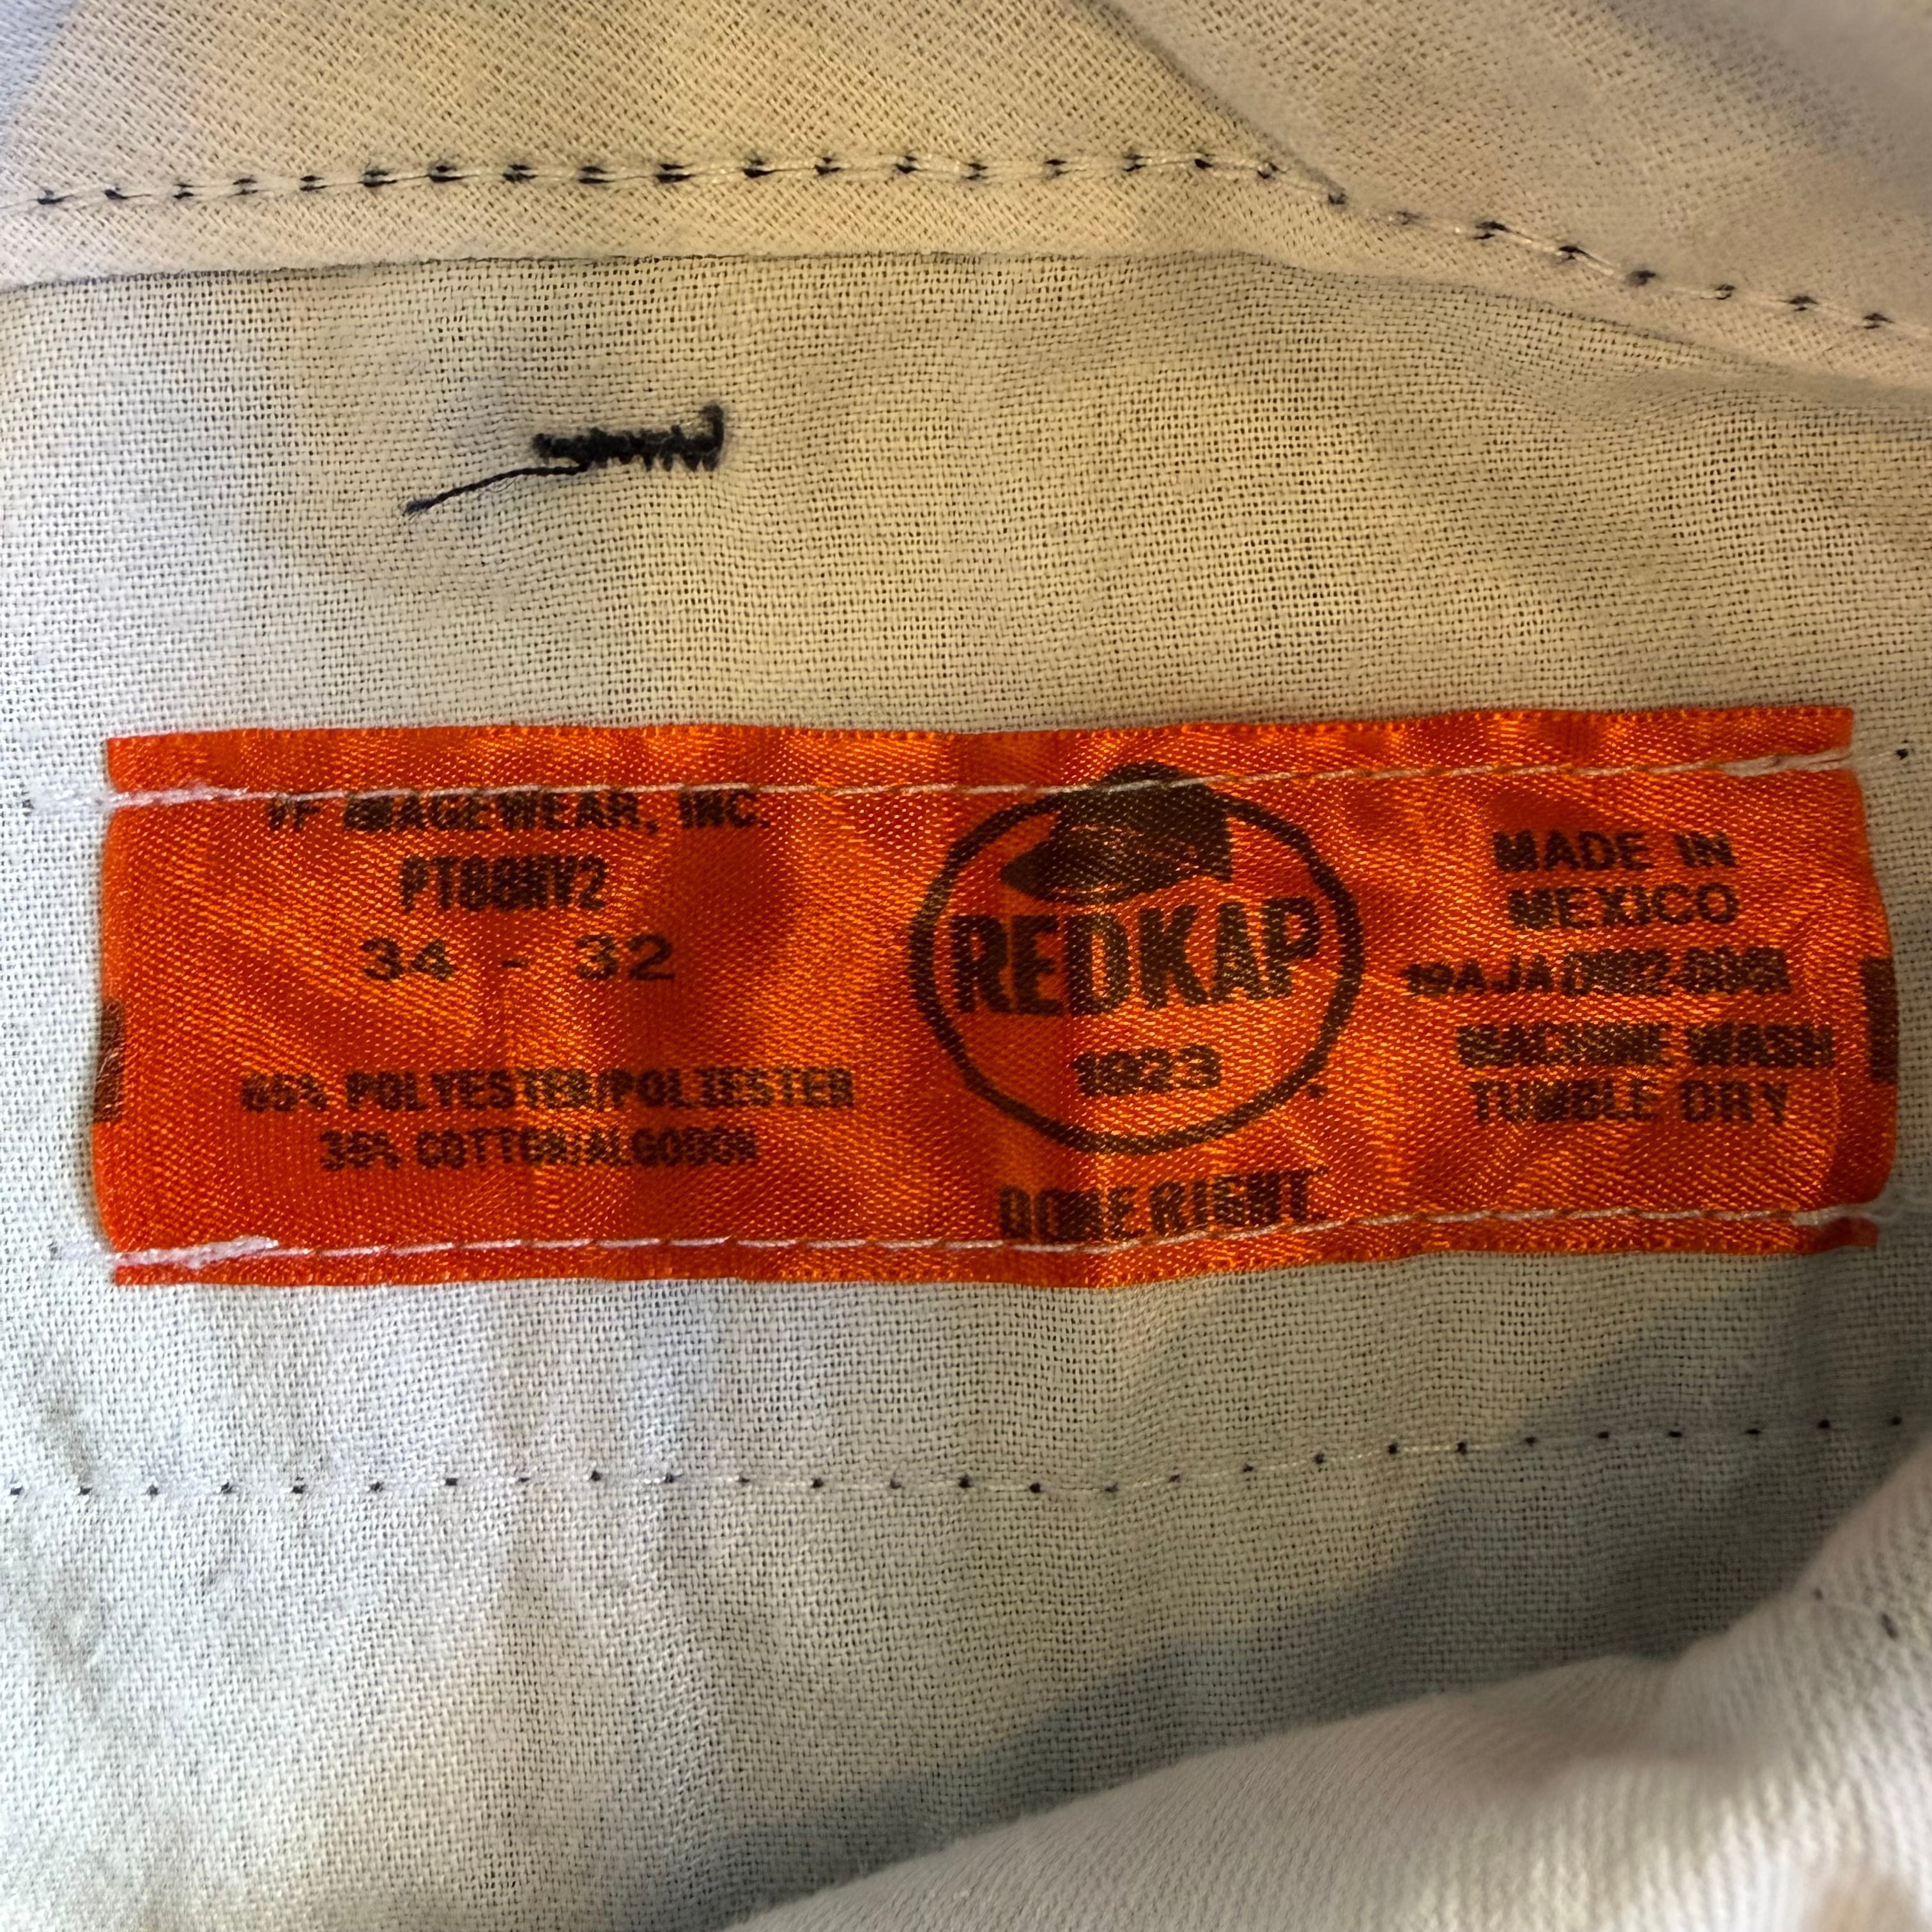 VF IMAGEWEAR, INC.
PT88NV2
34 - 32
65% POLYESTER/POLIESTER
35% COTTON/ALGODON
REDKAP
1923
DONE RIGHT.
MADE IN
MEXICO
MACHINE WASH
TUMBLE DRY